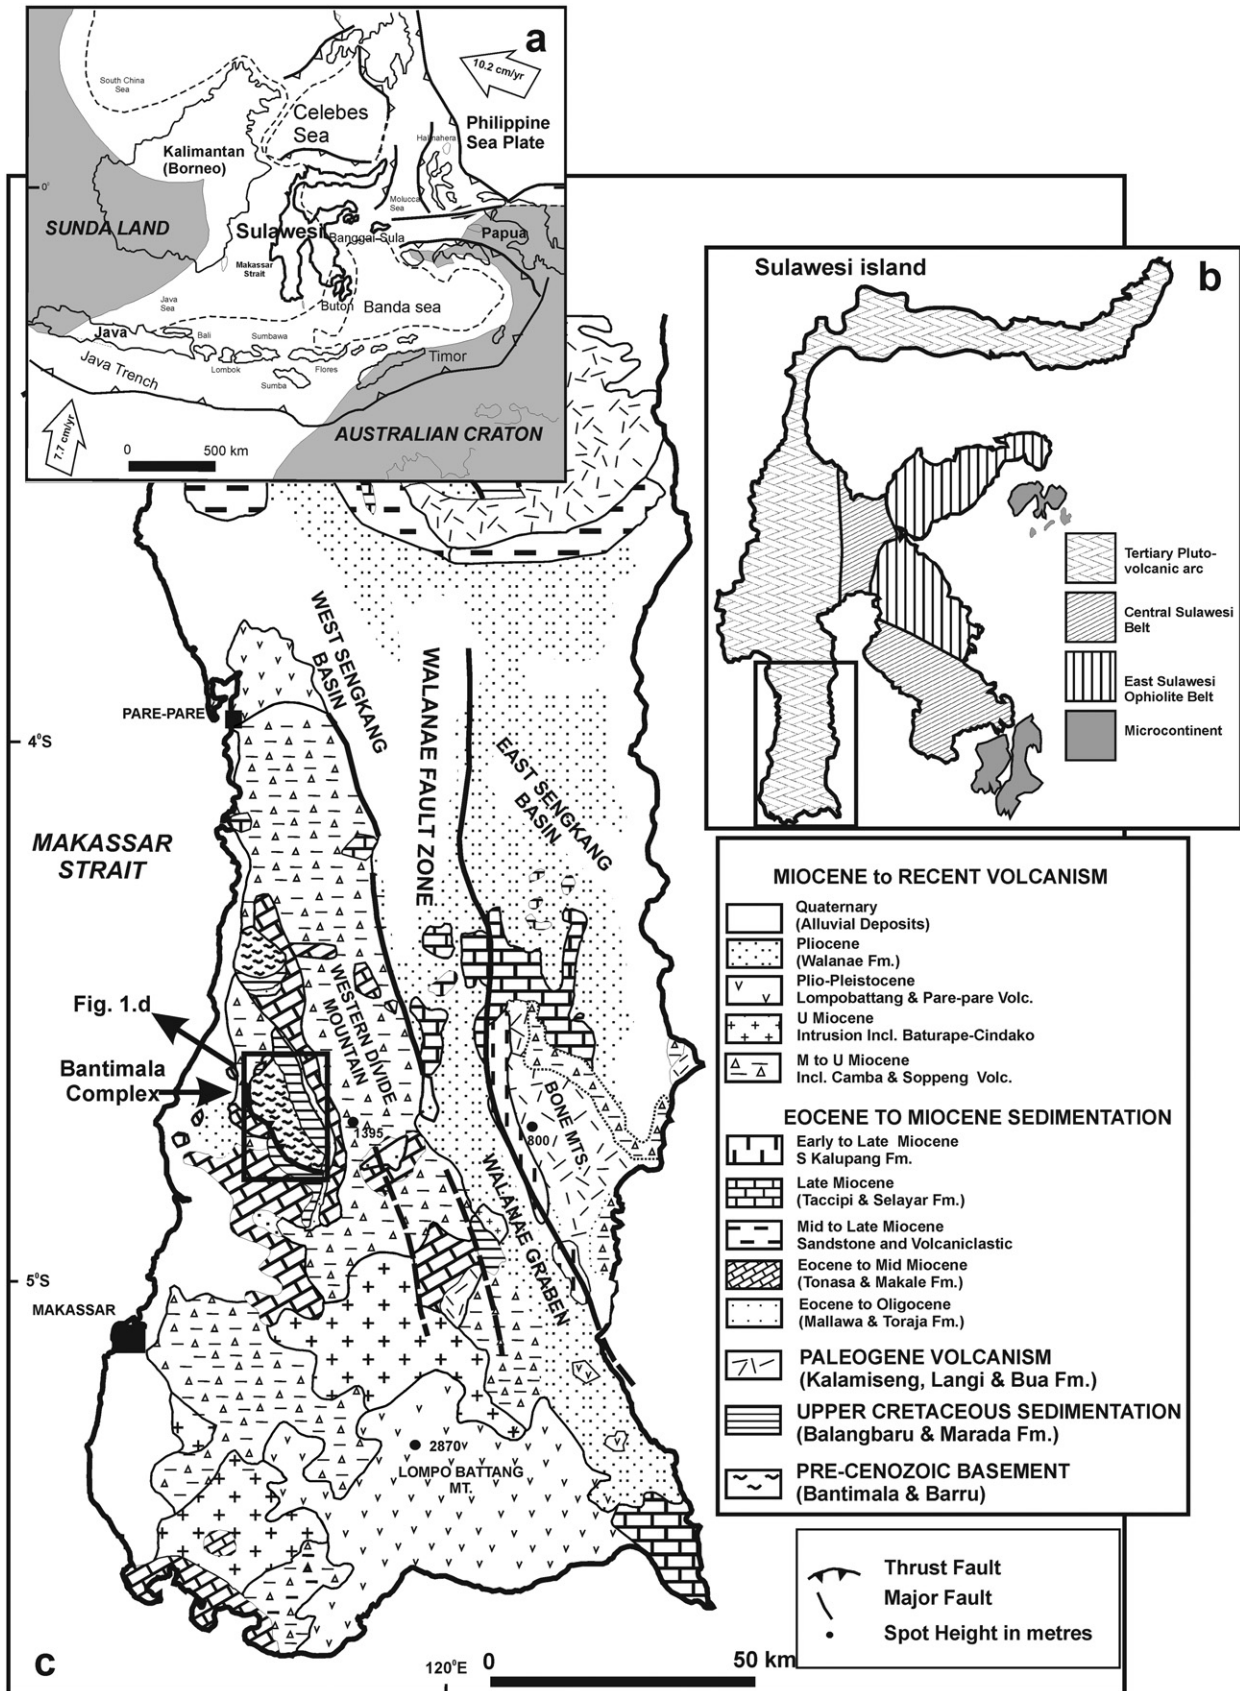 a
10.2 cm/yr
South China
Sea
Celebes
Sea
Philippine
Sea Plate
Halmahera
Kalimantan
(Borneo)
0°
Molucca
Sea
SUNDA LAND
Sulawesi
Banggai-Sula
Papua
Makassar
Strait
Java
Sea
Buton
Banda sea
Java
Bali
Sumbawa
Lombok
Flores
Timor
Java Trench
Sumba
7.7 cm/yr
0
500 km
AUSTRALIAN CRATON
Sulawesi island
b
Tertiary Pluto-
volcanic arc
Central Sulawesi
Belt
East Sulawesi
Ophiolite Belt
Microcontinent
WEST SENGKANG
BASIN
WALANAE FAULT ZONE
EAST SENGKANG
BASIN
PARE-PARE
4°S
MAKASSAR
STRAIT
Fig. 1.d
Bantimala
Complex
WESTERN DIVIDE
MOUNTAIN
1395
BONE MTS.
800
WALANAE GRABEN
5°S
MAKASSAR
2870
LOMPO BATTANG
MT.
c
120°E
0
50 km
MIOCENE to RECENT VOLCANISM
Quaternary
(Alluvial Deposits)
Pliocene
(Walanae Fm.)
Plio-Pleistocene
Lompobattang & Pare-pare Volc.
U Miocene
Intrusion Incl. Baturape-Cindako
M to U Miocene
Incl. Camba & Soppeng Volc.
EOCENE TO MIOCENE SEDIMENTATION
Early to Late Miocene
S Kalupang Fm.
Late Miocene
(Taccipi & Selayar Fm.)
Mid to Late Miocene
Sandstone and Volcaniclastic
Eocene to Mid Miocene
(Tonasa & Makale Fm.)
Eocene to Oligocene
(Mallawa & Toraja Fm.)
PALEOGENE VOLCANISM
(Kalamiseng, Langi & Bua Fm.)
UPPER CRETACEOUS SEDIMENTATION
(Balangbaru & Marada Fm.)
PRE-CENOZOIC BASEMENT
(Bantimala & Barru)
Thrust Fault
Major Fault
Spot Height in metres